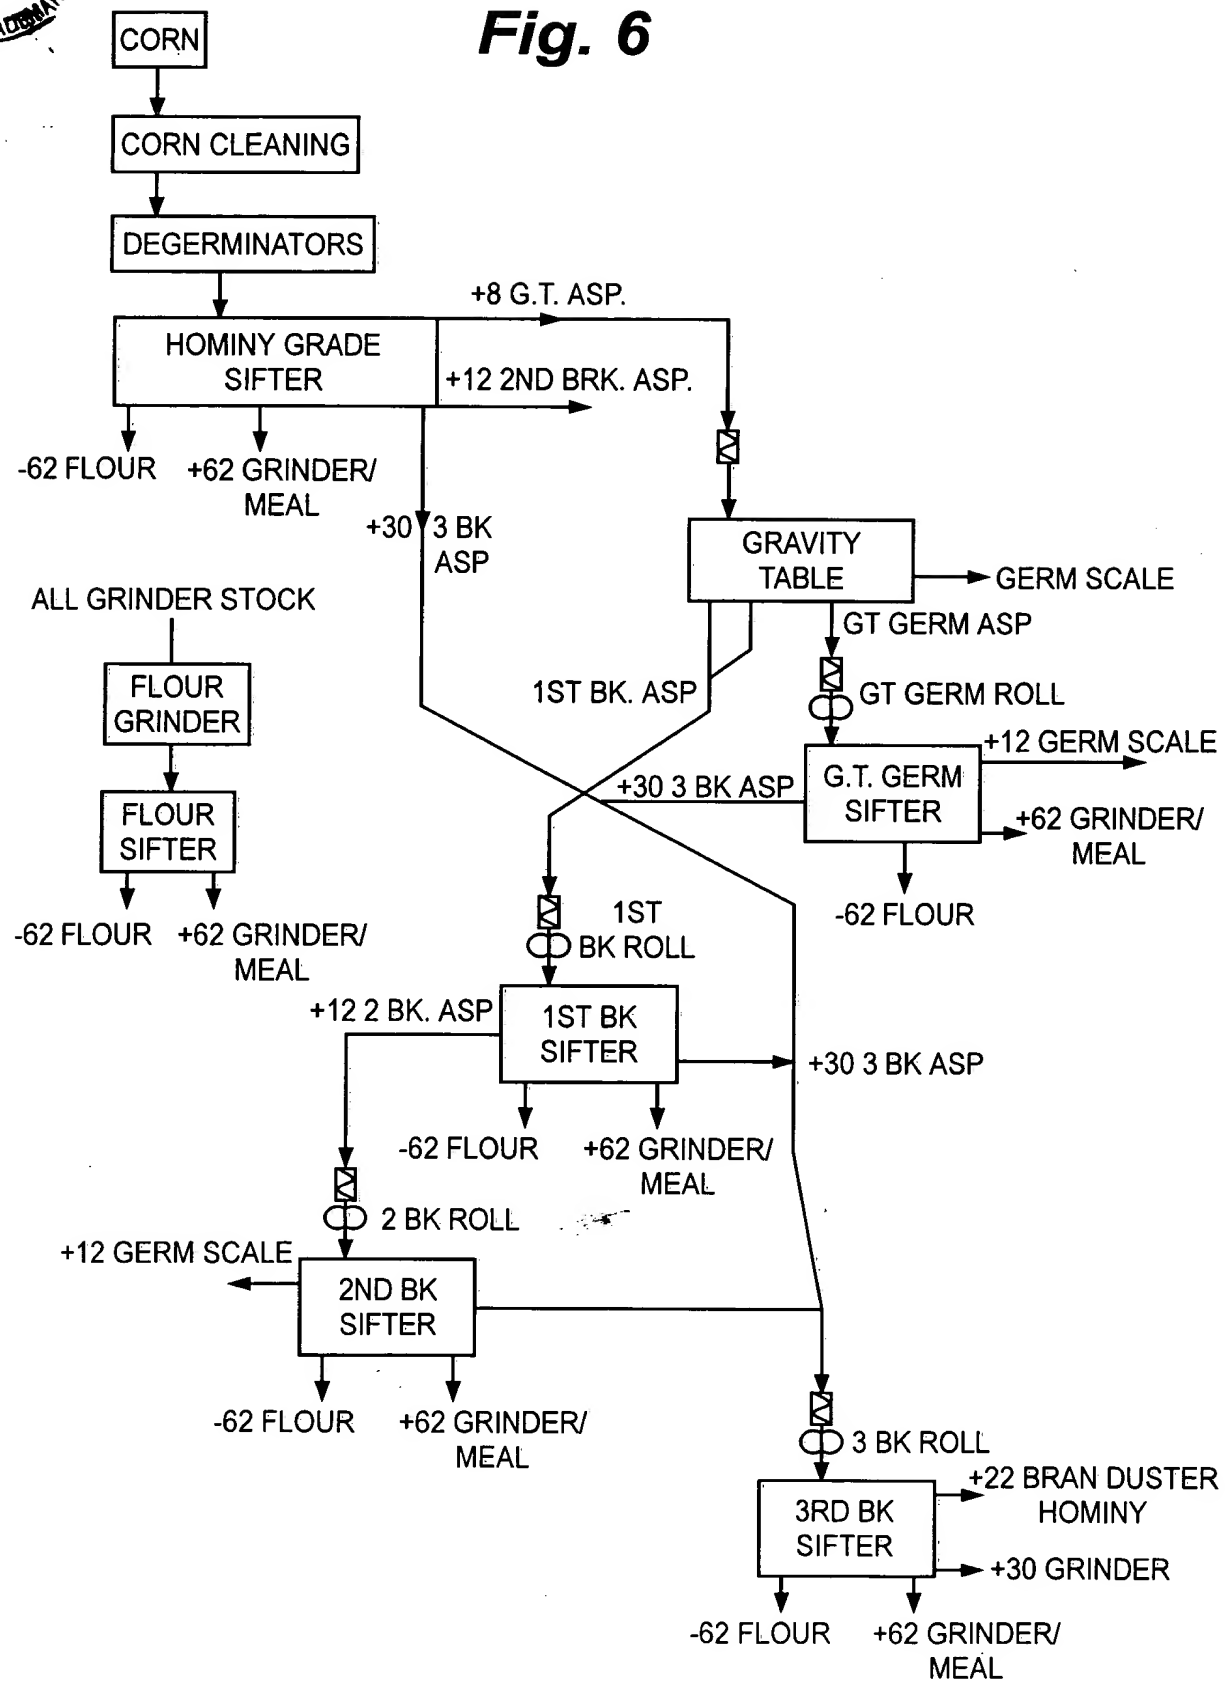 Fig. 6
CORN
CORN CLEANING
DEGERMINATORS
+8 G.T. ASP.
HOMINY GRADE
SIFTER
+12 2ND BRK. ASP.
-62 FLOUR
+62 GRINDER/
MEAL
+30 3 BK
ASP
GRAVITY
TABLE
GERM SCALE
ALL GRINDER STOCK
GT GERM ASP
FLOUR
GRINDER
1ST BK. ASP
GT GERM ROLL
+12 GERM SCALE
+30 3 BK ASP
G.T. GERM
SIFTER
FLOUR
SIFTER
+62 GRINDER/
MEAL
-62 FLOUR
-62 FLOUR
+62 GRINDER/
MEAL
1ST
BK ROLL
+12 2 BK. ASP
1ST BK
SIFTER
+30 3 BK ASP
-62 FLOUR
+62 GRINDER/
MEAL
2 BK ROLL
+12 GERM SCALE
2ND BK
SIFTER
-62 FLOUR
+62 GRINDER/
MEAL
3 BK ROLL
+22 BRAN DUSTER
HOMINY
3RD BK
SIFTER
+30 GRINDER
-62 FLOUR
+62 GRINDER/
MEAL